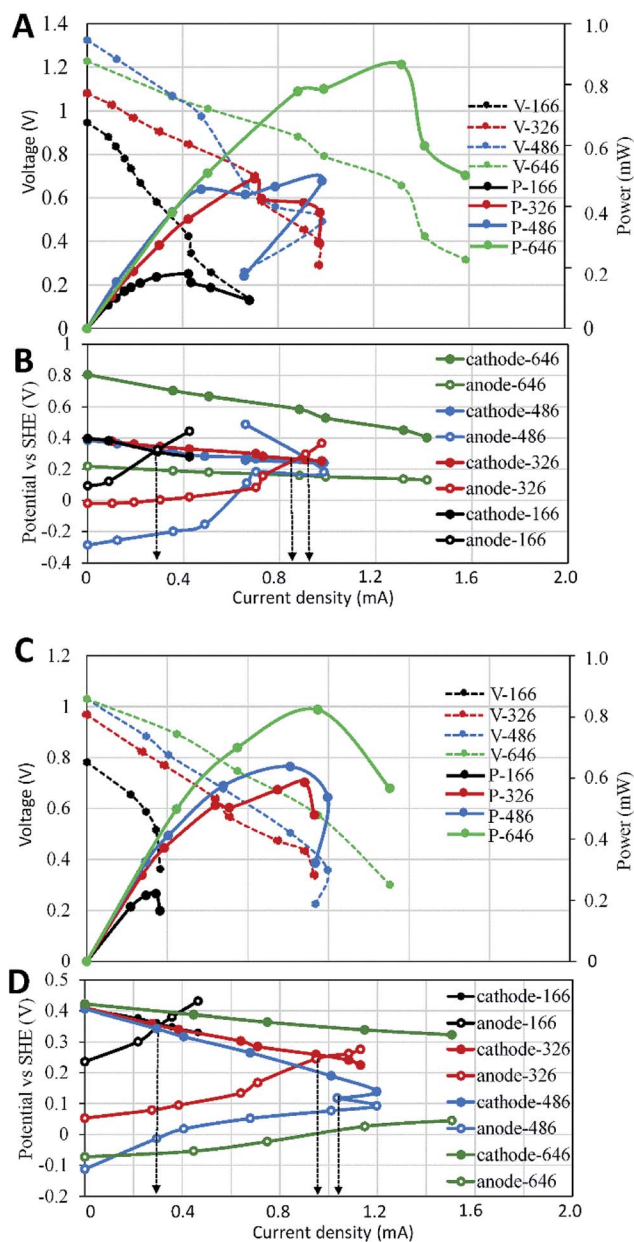 A
1.4
1.2
1
0.8
0.6
0.4
0.2
0
Voltage (V)
1.0
0.8
0.6
0.4
0.2
0
Power (mW)
V-166
V-326
V-486
V-646
P-166
P-326
P-486
P-646
B
1
0.8
0.6
0.4
0.2
0
-0.2
-0.4
Potential vs SHE (V)
cathode-646
anode-646
cathode-486
anode-486
cathode-326
anode-326
cathode-166
anode-166
0 0.4 0.8 1.2 1.6 2.0
Current density (mA)
C
1.2
1
0.8
0.6
0.4
0.2
0
Voltage (V)
1.0
0.8
0.6
0.4
0.2
0
Power (mW)
V-166
V-326
V-486
V-646
P-166
P-326
P-486
P-646
D
0.5
0.4
0.3
0.2
0.1
0
-0.1
-0.2
Potential vs SHE (V)
cathode-166
anode-166
cathode-326
anode-326
cathode-486
anode-486
cathode-646
anode-646
0 0.4 0.8 1.2 1.6 2.0
Current density (mA)